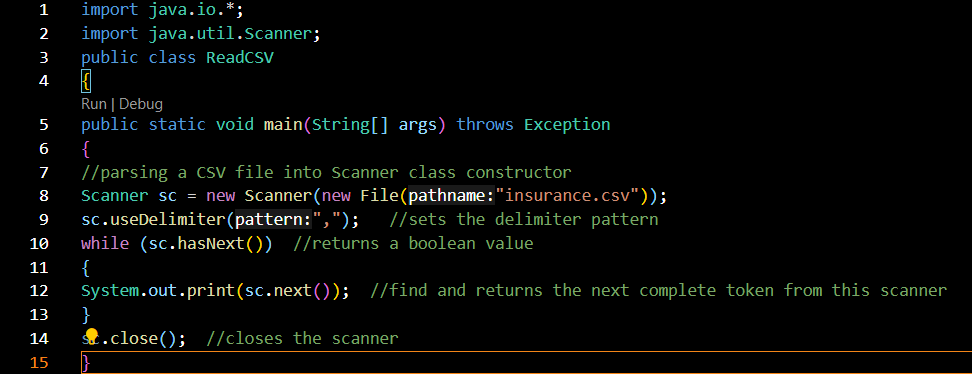 1 import java.io.*;
2 import java.util.Scanner;
3 public class ReadCSV
4 {
Run | Debug
5 public static void main(String[] args) throws Exception
6 {
7 //parsing a CSV file into Scanner class constructor
8 Scanner sc = new Scanner(new File(pathname:"insurance.csv"));
9 sc.useDelimiter(pattern:",");   //sets the delimiter pattern
10 while (sc.hasNext())  //returns a boolean value
11 {
12 System.out.print(sc.next());  //find and returns the next complete token from this scanner
13 }
14 sc.close();  //closes the scanner
15 }